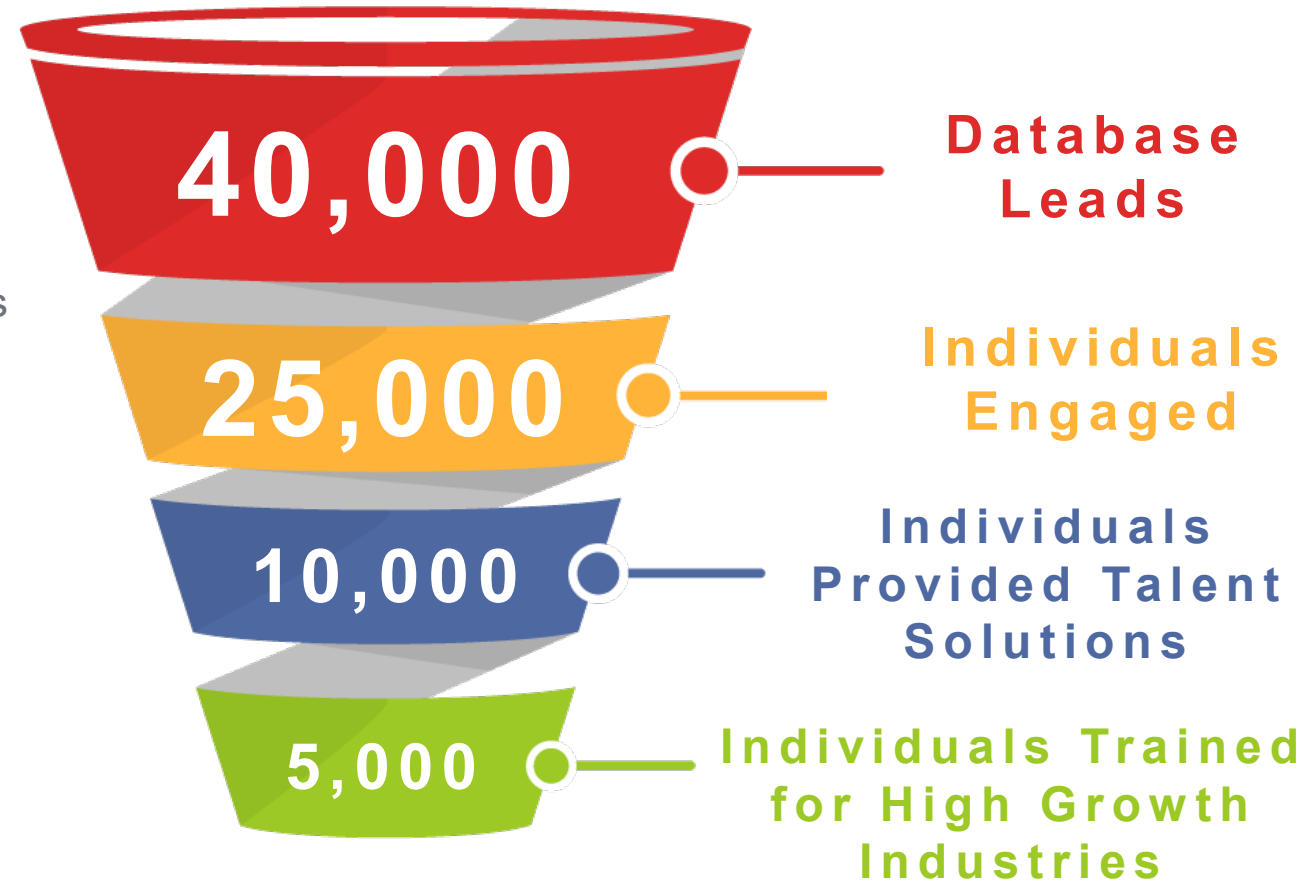 40,000
Database
Leads
s
25,000
Individuals
Engaged
10,000
Individuals
Provided Talent
Solutions
5,000
Individuals Trained
for High Growth
Industries